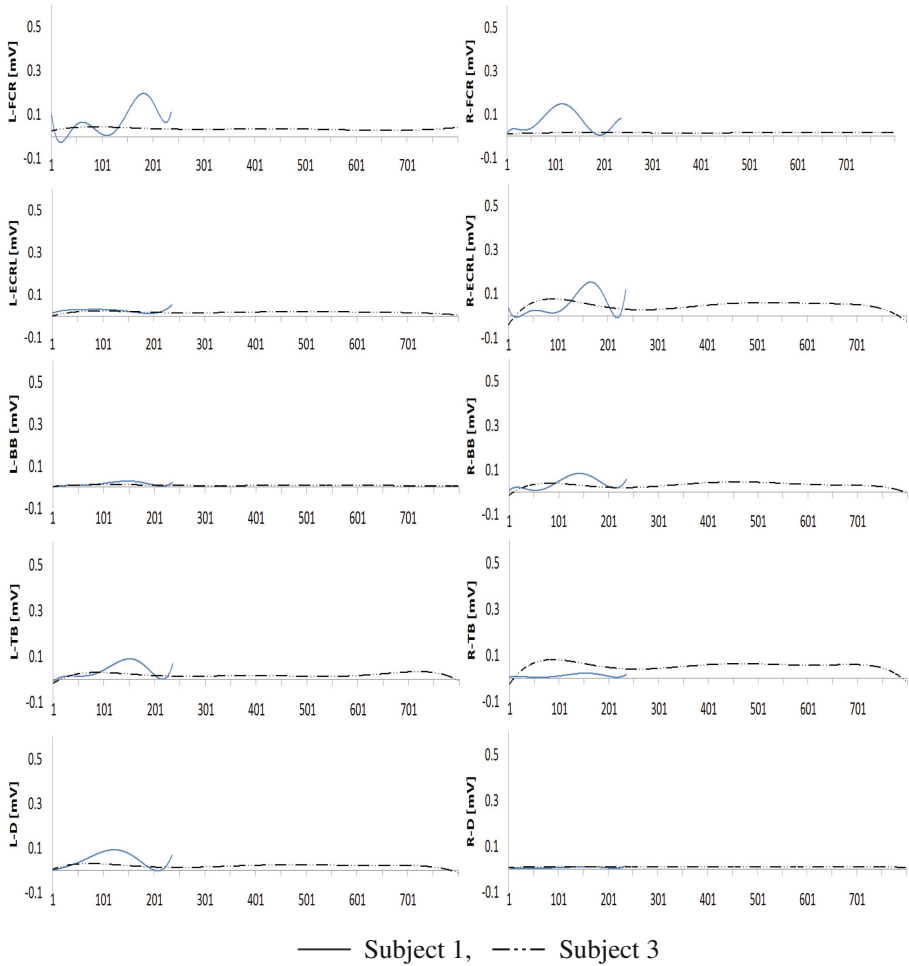 L-FCR [mV]
0.5
0.3
0.1
-0.1
1 101 201 301 401 501 601 701
R-FCR [mV]
0.5
0.3
0.1
-0.1
1 101 201 301 401 501 601 701
L-ECRL [mV]
0.5
0.3
0.1
-0.1
1 101 201 301 401 501 601 701
R-ECRL [mV]
0.5
0.3
0.1
-0.1
1 101 201 301 401 501 601 701
L-BB [mV]
0.5
0.3
0.1
-0.1
1 101 201 301 401 501 601 701
R-BB [mV]
0.5
0.3
0.1
-0.1
1 101 201 301 401 501 601 701
L-TB [mV]
0.5
0.3
0.1
-0.1
1 101 201 301 401 501 601 701
R-TB [mV]
0.5
0.3
0.1
-0.1
1 101 201 301 401 501 601 701
L-D [mV]
0.5
0.3
0.1
-0.1
1 101 201 301 401 501 601 701
R-D [mV]
0.5
0.3
0.1
-0.1
1 101 201 301 401 501 601 701
Subject 1, Subject 3